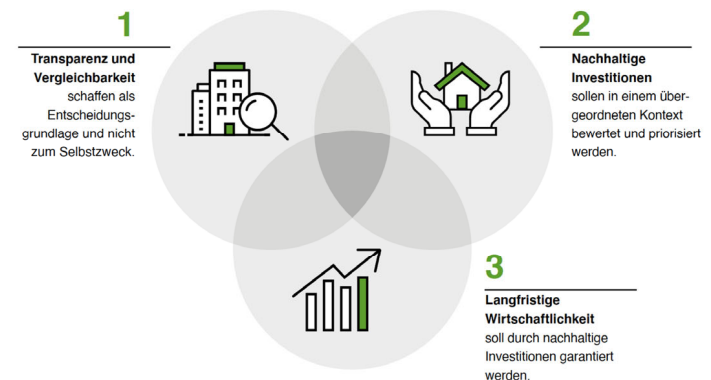 1
Transparenz und
Vergleichbarkeit
schaffen als
Entscheidungs-
grundlage und nicht
zum Selbstzweck.
2
Nachhaltige
Investitionen
sollen in einem über-
geordneten Kontext
bewertet und priorisiert
werden.
3
Langfristige
Wirtschaftlichkeit
soll durch nachhaltige
Investitionen garantiert
werden.